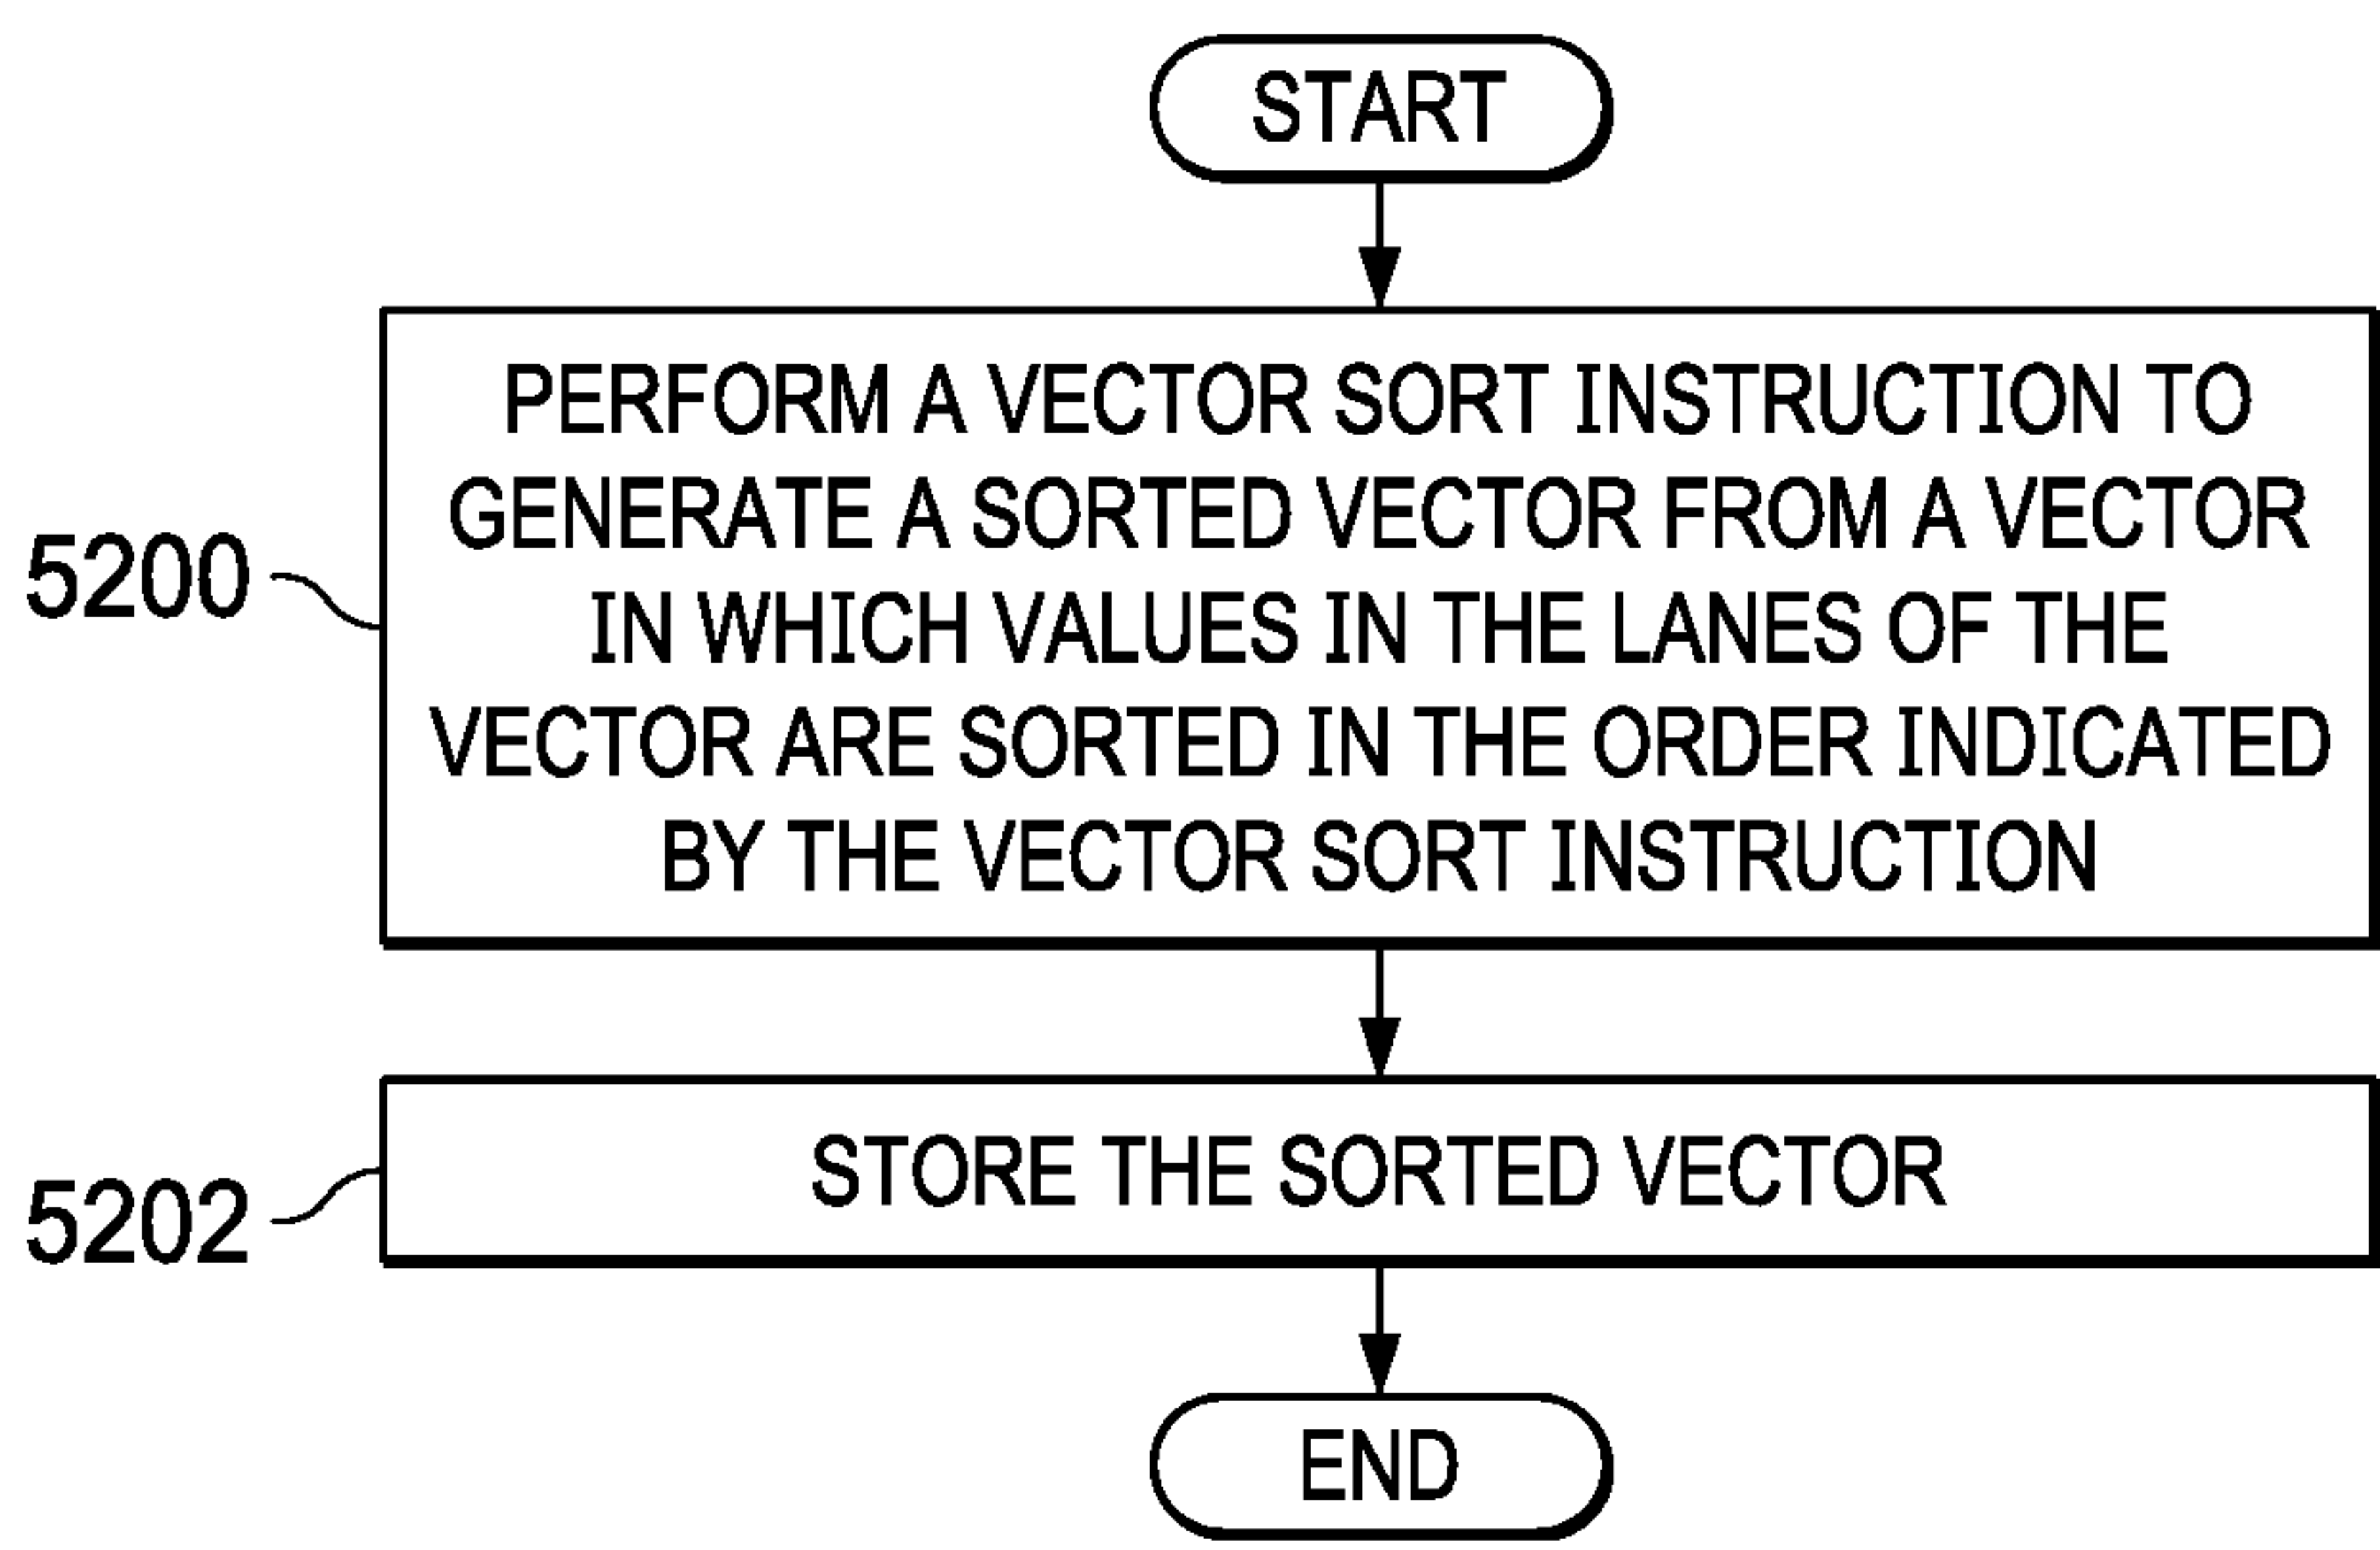 START
PERFORM A VECTOR SORT INSTRUCTION TO
GENERATE A SORTED VECTOR FROM A VECTOR
IN WHICH VALUES IN THE LANES OF THE
VECTOR ARE SORTED IN THE ORDER INDICATED
BY THE VECTOR SORT INSTRUCTION
5200
STORE THE SORTED VECTOR
5202
END